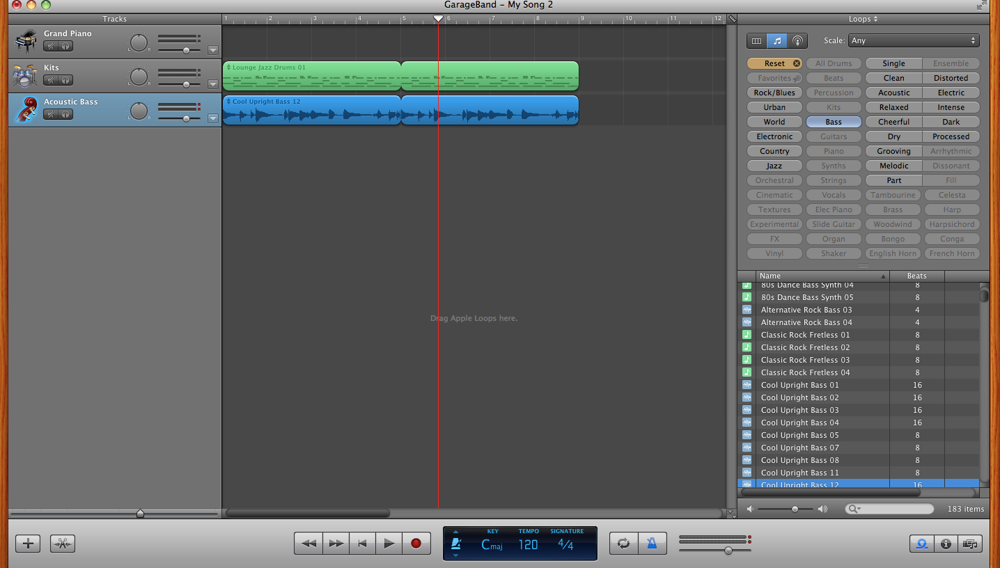 GarageBand - My Song 2
Tracks
1 2 3 4 5 6 7 8 9 10 11 12
Loops
Grand Piano
L R
Kits
L R
Acoustic Bass
L R
Lounge Jazz Drums 01
Cool Upright Bass 12
Drag Apple Loops here.
Scale: Any
Reset All Drums Single Ensemble
Favorites Beats Clean Distorted
Rock/Blues Percussion Acoustic Electric
Urban Kits Relaxed Intense
World Bass Cheerful Dark
Electronic Guitars Dry Processed
Country Piano Grooving Arrhythmic
Jazz Synths Melodic Dissonant
Orchestral Strings Part Fill
Cinematic Vocals Tambourine Celesta
Textures Elec Piano Brass Harp
Experimental Slide Guitar Woodwind Harpsichord
FX Organ Bongo Conga
Vinyl Shaker English Horn French Horn
Name Beats
80s Dance Bass Synth 04 8
80s Dance Bass Synth 05 8
Alternative Rock Bass 03 4
Alternative Rock Bass 04 4
Classic Rock Fretless 01 8
Classic Rock Fretless 02 8
Classic Rock Fretless 03 8
Classic Rock Fretless 04 8
Cool Upright Bass 01 16
Cool Upright Bass 02 16
Cool Upright Bass 03 16
Cool Upright Bass 04 16
Cool Upright Bass 05 8
Cool Upright Bass 07 8
Cool Upright Bass 08 8
Cool Upright Bass 11 8
Cool Upright Bass 12 16
183 items
KEY TEMPO SIGNATURE
Cmaj 120 4/4